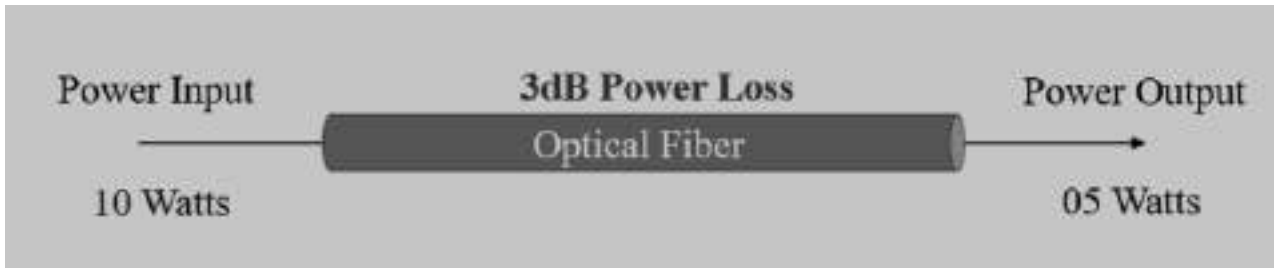 3dB Power Loss
Power Input
Power Output
Optical Fiber
10 Watts
05 Watts